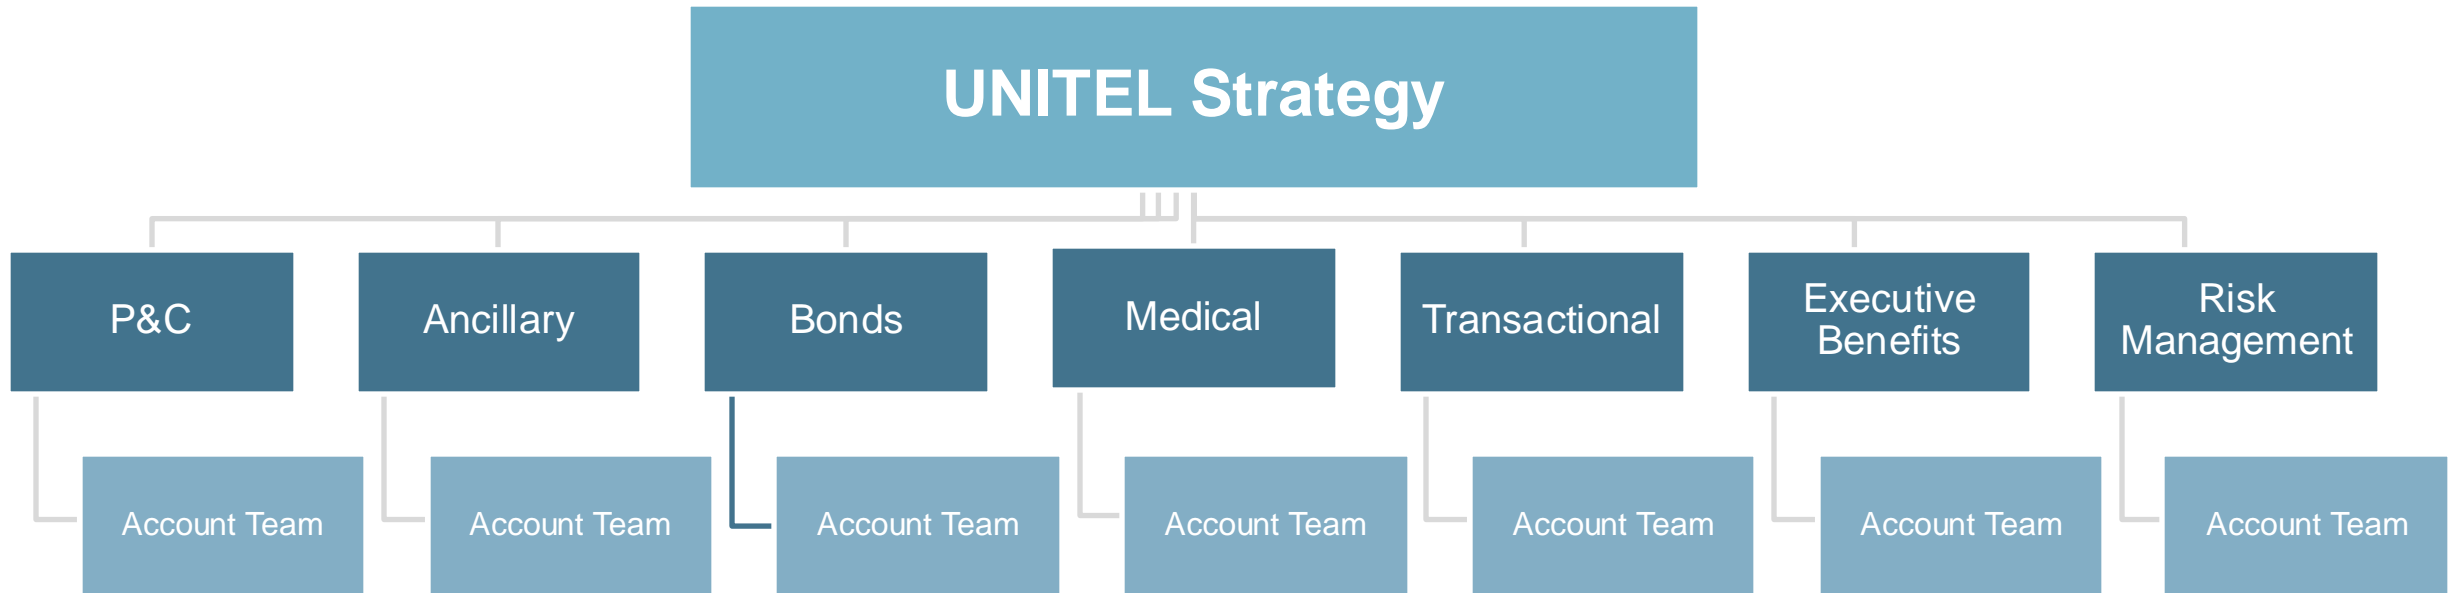 UNITEL Strategy
P&C
Ancillary
Bonds
Medical
Transactional
Executive
Benefits
Risk
Management
Account Team
Account Team
Account Team
Account Team
Account Team
Account Team
Account Team